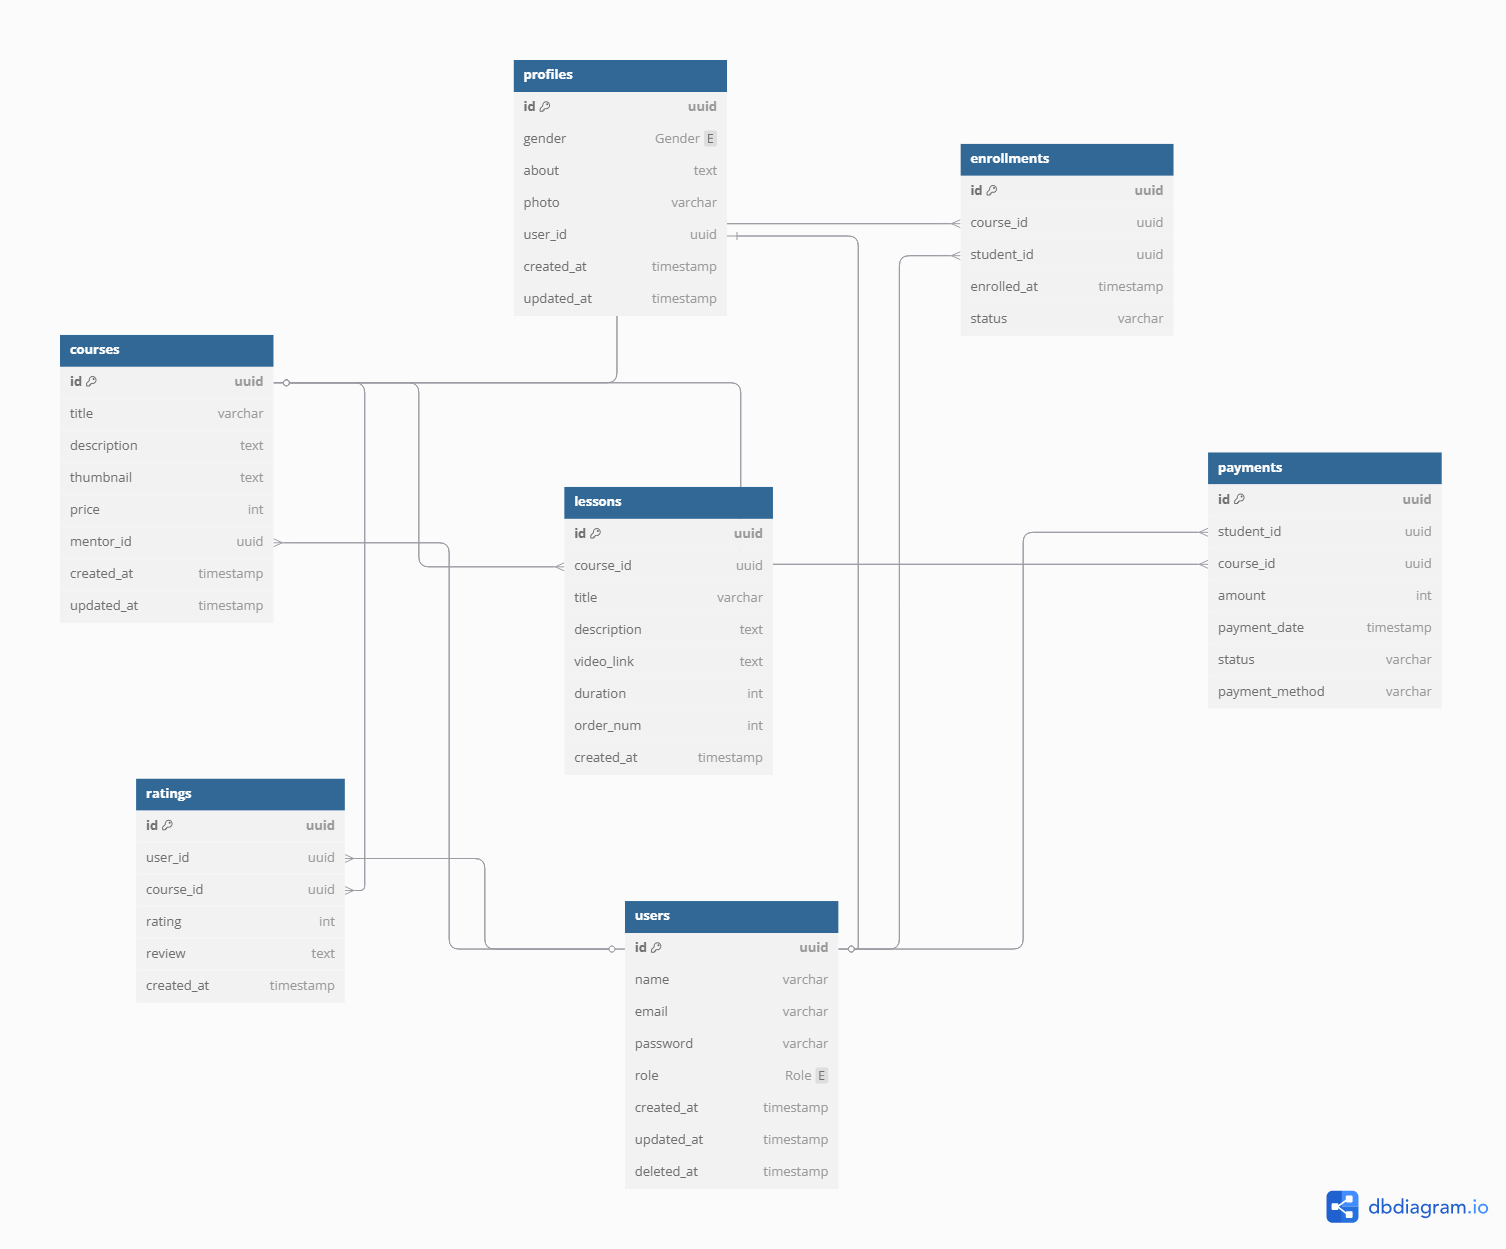 profiles
id uuid
gender Gender E
about text
photo varchar
user_id uuid
created_at timestamp
updated_at timestamp
enrollments
id uuid
course_id uuid
student_id uuid
enrolled_at timestamp
status varchar
courses
id uuid
title varchar
description text
thumbnail text
price int
mentor_id uuid
created_at timestamp
updated_at timestamp
lessons
id uuid
course_id uuid
title varchar
description text
video_link text
duration int
order_num int
created_at timestamp
payments
id uuid
student_id uuid
course_id uuid
amount int
payment_date timestamp
status varchar
payment_method varchar
ratings
id uuid
user_id uuid
course_id uuid
rating int
review text
created_at timestamp
users
id uuid
name varchar
email varchar
password varchar
role Role E
created_at timestamp
updated_at timestamp
deleted_at timestamp
dbdiagram.io